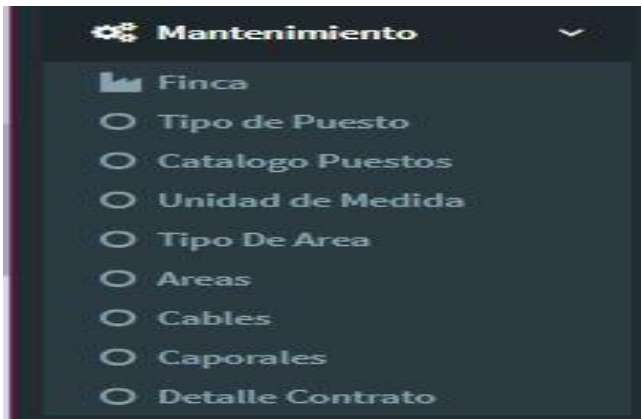 Mantenimiento
Finca
Tipo de Puesto
Catalogo Puestos
Unidad de Medida
Tipo De Area
Areas
Cables
Caporales
Detalle Contrato